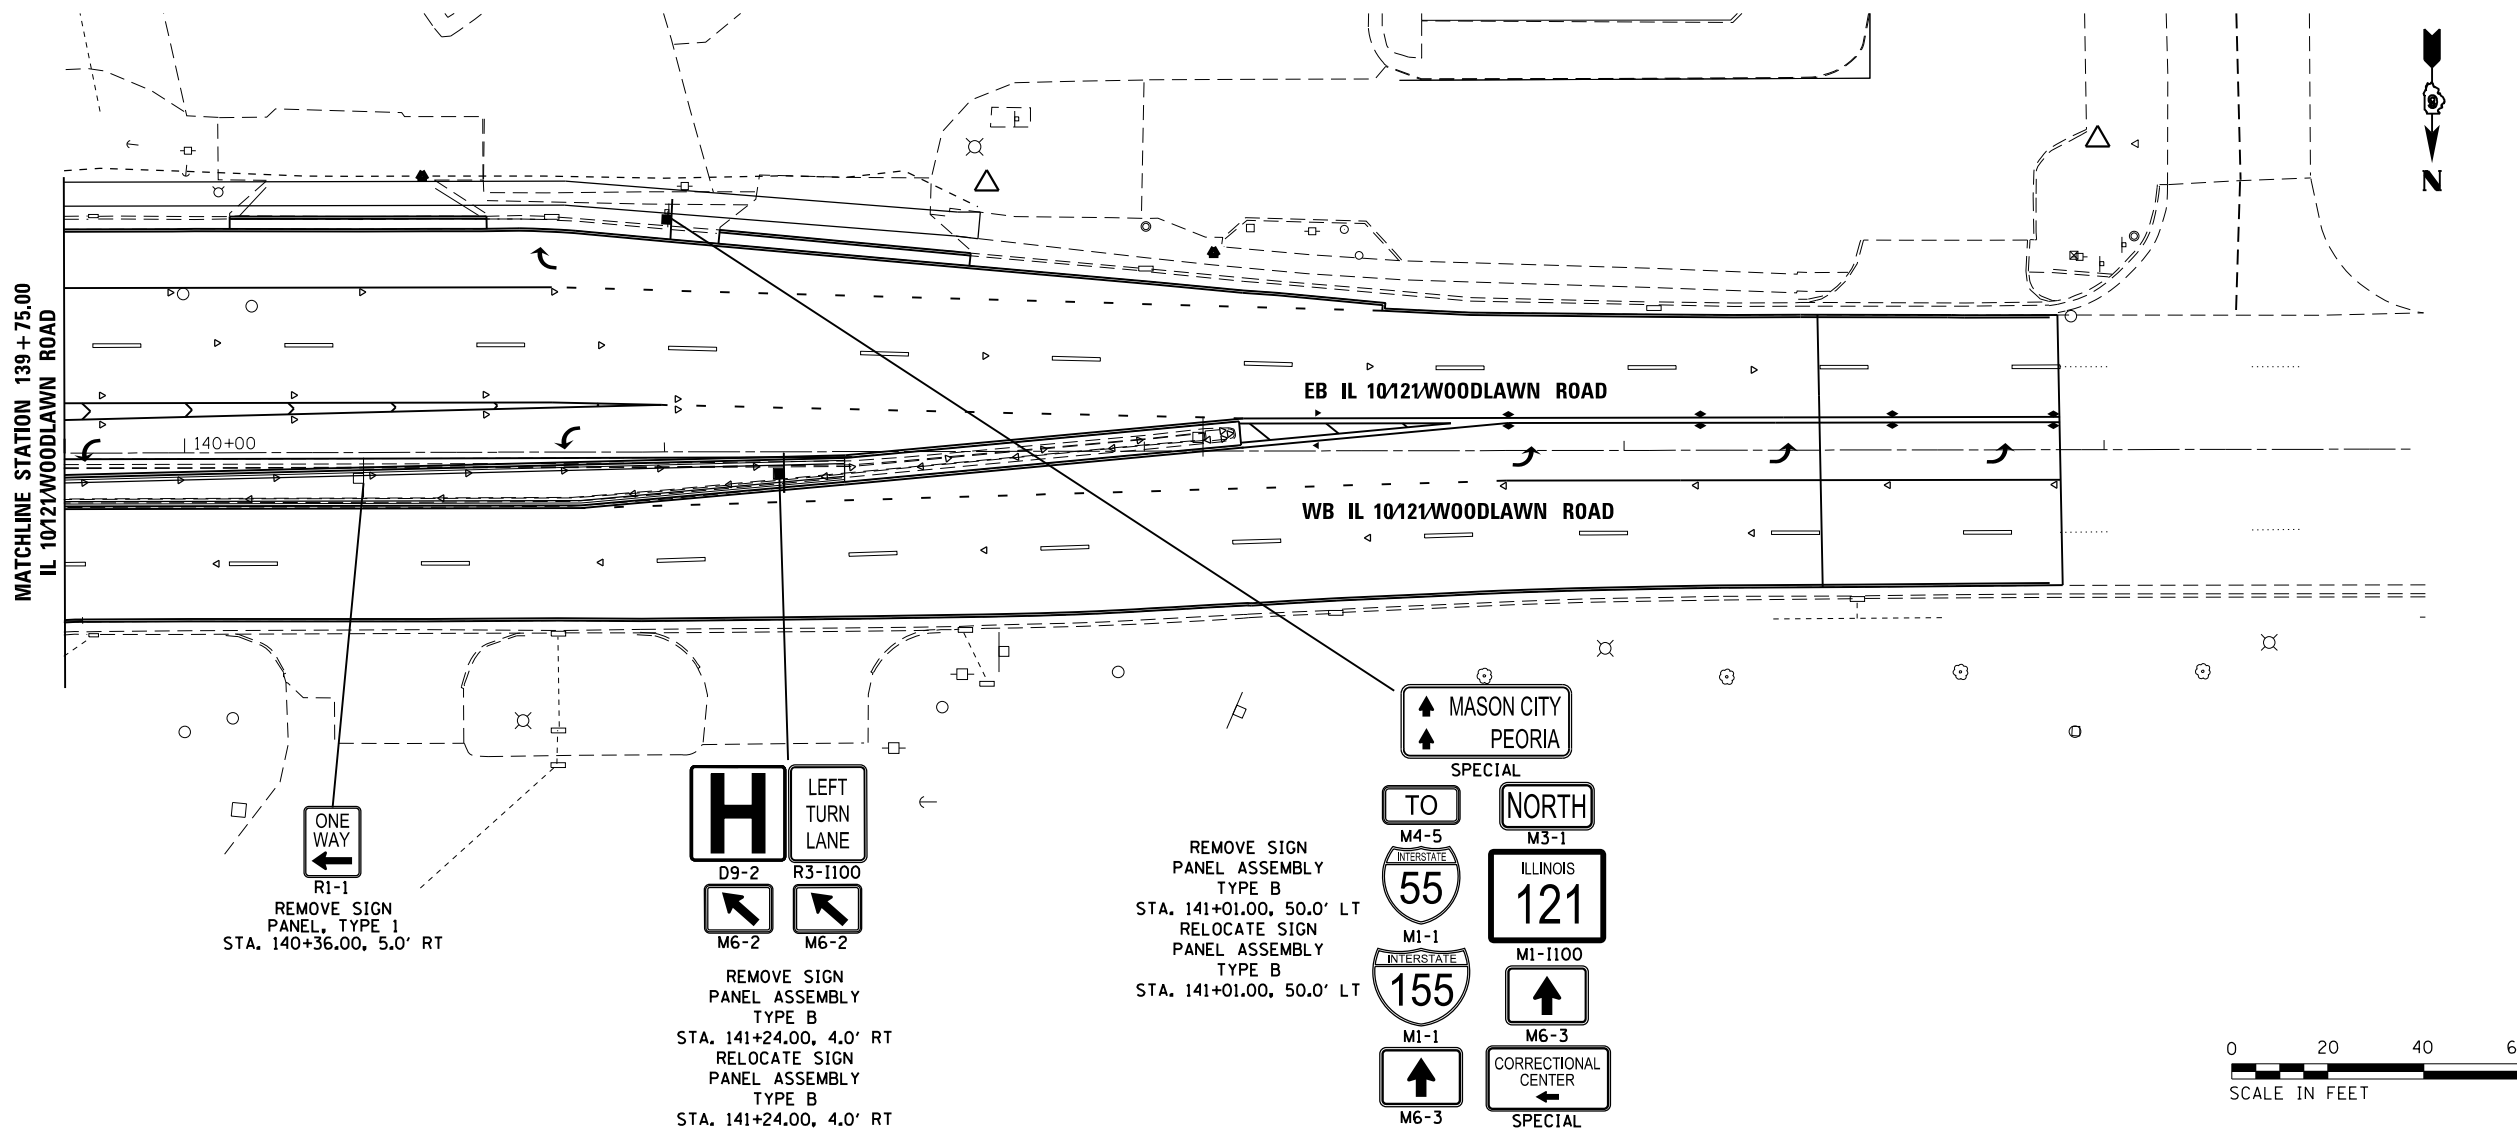 N
MATCHLINE STATION 139+75.00
IL 10/121/WOODLAWN ROAD
140+00
EB IL 10/121/WOODLAWN ROAD
WB IL 10/121/WOODLAWN ROAD
ONE
WAY
R1-1
REMOVE SIGN
PANEL, TYPE 1
STA. 140+36.00, 5.0' RT
H
D9-2
LEFT
TURN
LANE
R3-I100
M6-2
M6-2
REMOVE SIGN
PANEL ASSEMBLY
TYPE B
STA. 141+24.00, 4.0' RT
RELOCATE SIGN
PANEL ASSEMBLY
TYPE B
STA. 141+24.00, 4.0' RT
REMOVE SIGN
PANEL ASSEMBLY
TYPE B
STA. 141+01.00, 50.0' LT
RELOCATE SIGN
PANEL ASSEMBLY
TYPE B
STA. 141+01.00, 50.0' LT
MASON CITY
PEORIA
SPECIAL
TO
M4-5
INTERSTATE
55
M1-1
INTERSTATE
155
M1-1
M6-3
NORTH
M3-1
ILLINOIS
121
M1-I100
M6-3
CORRECTIONAL
CENTER
SPECIAL
0 20 40 6
SCALE IN FEET